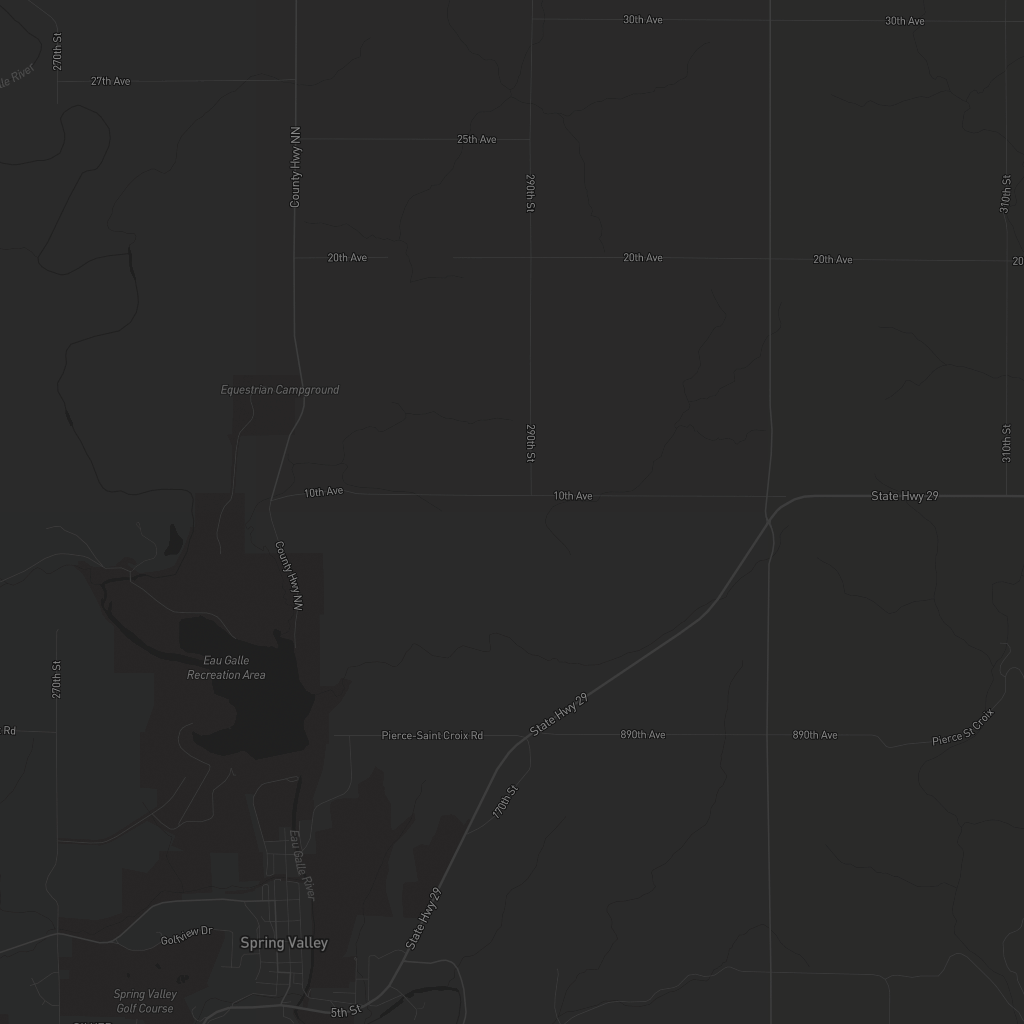 30th Ave
30th Ave
270th St
27th Ave
County Hwy NN
25th Ave
290th St
310th St
20th Ave
20th Ave
20th Ave
20
Equestrian Campground
290th St
310th St
10th Ave
10th Ave
State Hwy 29
County Hwy NN
Eau Galle
Recreation Area
270th St
Rd
Pierce-Saint Croix Rd
State Hwy 29
890th Ave
890th Ave
Pierce St Croix
170th St
Eau Galle River
State Hwy 29
Golfview Dr
Spring Valley
Spring Valley
Golf Course
5th St